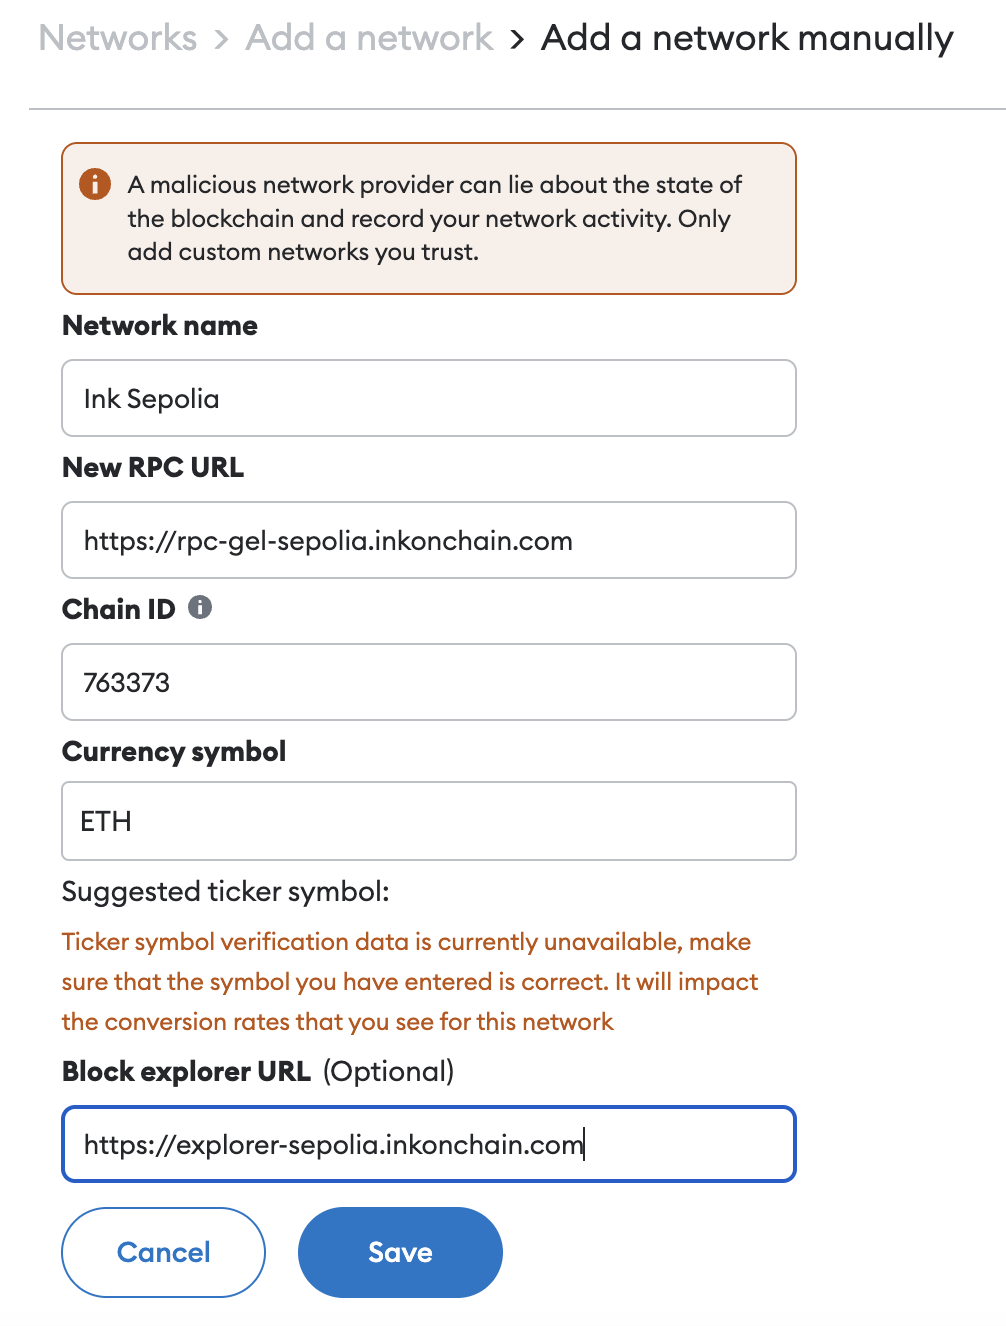 Networks > Add a network > Add a network manually
A malicious network provider can lie about the state of
the blockchain and record your network activity. Only
add custom networks you trust.
Network name
Ink Sepolia
New RPC URL
https://rpc-gel-sepolia.inkonchain.com
Chain ID
763373
Currency symbol
ETH
Suggested ticker symbol:
Ticker symbol verification data is currently unavailable, make
sure that the symbol you have entered is correct. It will impact
the conversion rates that you see for this network
Block explorer URL (Optional)
https://explorer-sepolia.inkonchain.com
Cancel Save